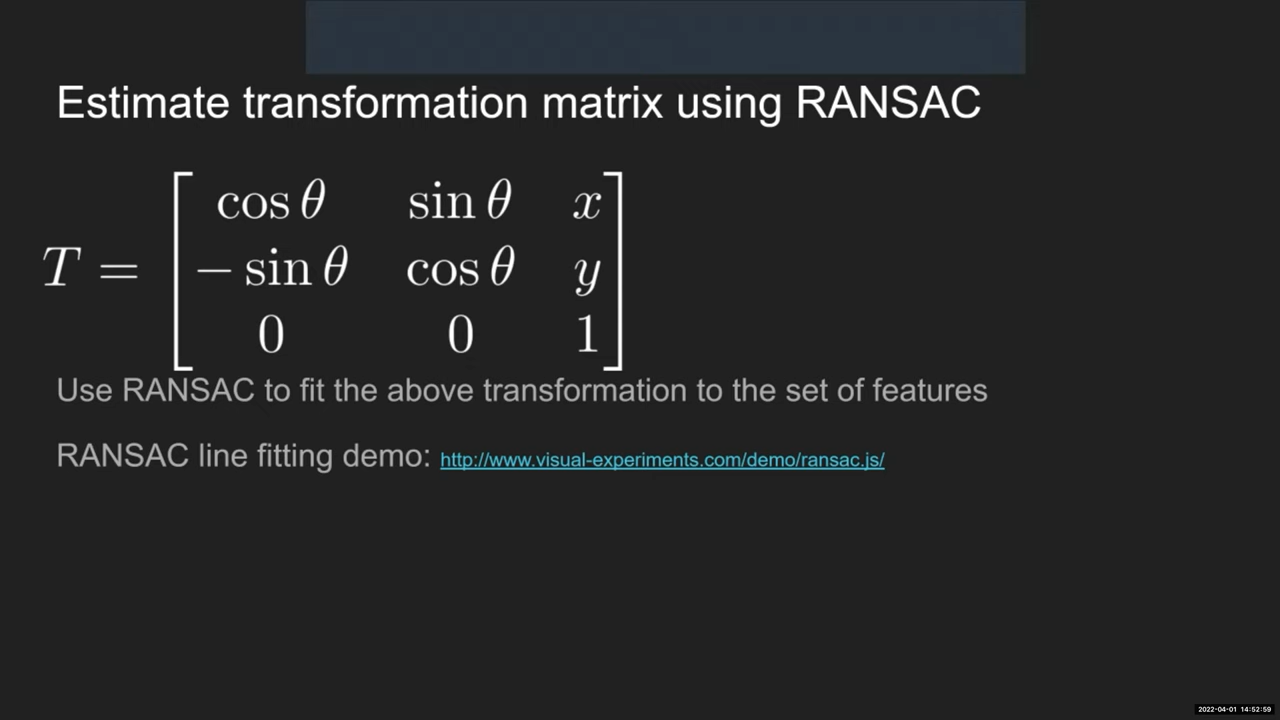 Estimate transformation matrix using RANSAC
cos θ sin θ x
T = − sin θ cos θ y
0 0 1
Use RANSAC to fit the above transformation to the set of features
RANSAC line fitting demo: http://www.visual-experiments.com/demo/ransac.js/
2022-04-01 14:52:59